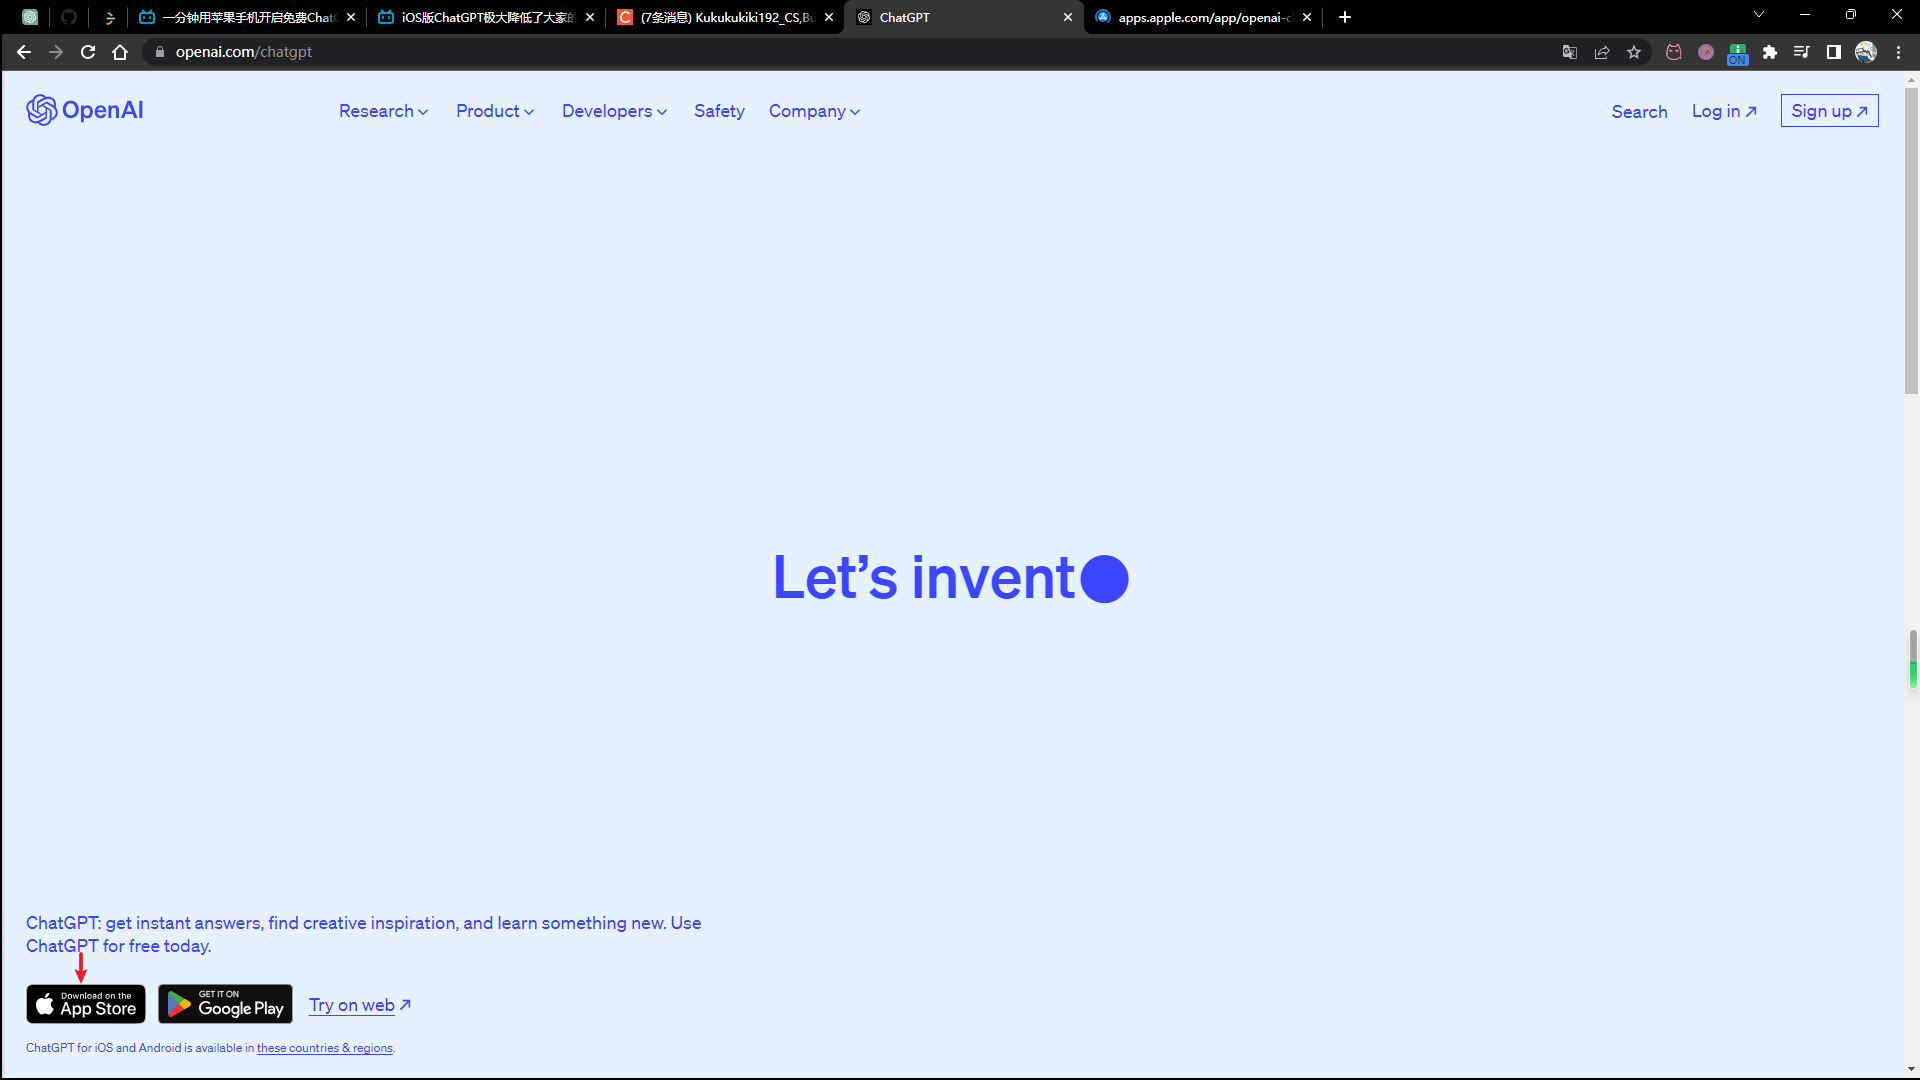 一分钟用苹果手机开启免费Chat
iOS版ChatGPT极大降低了大家的
(7条消息) Kukukukiki192_CS,Bu
ChatGPT
apps.apple.com/app/openai-c
openai.com/chatgpt
ON
OpenAI
Research
Product
Developers
Safety
Company
Search
Log in
Sign up
Let’s invent
ChatGPT: get instant answers, find creative inspiration, and learn something new. Use
ChatGPT for free today.
Download on the
App Store
GET IT ON
Google Play
Try on web
ChatGPT for iOS and Android is available in these countries & regions.